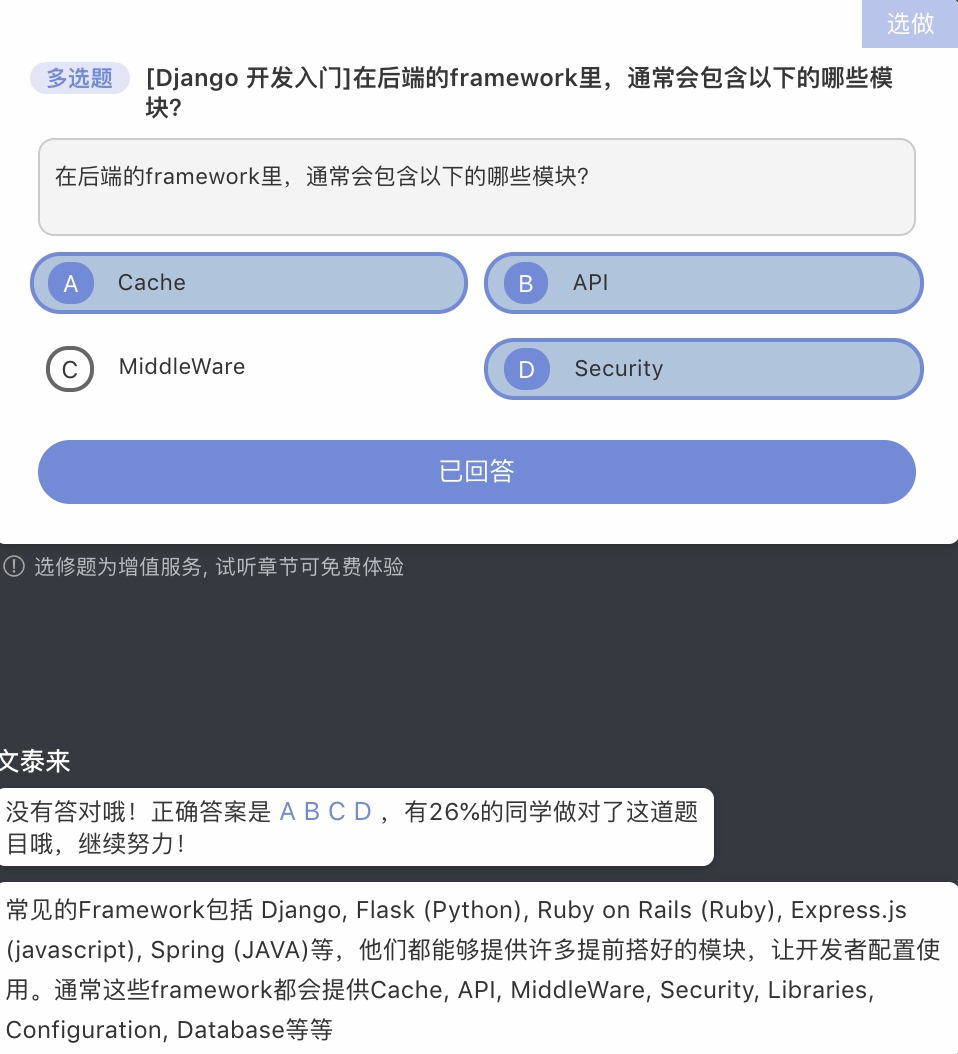 选做
多选题
[Django 开发入门]在后端的framework里，通常会包含以下的哪些模
块?
在后端的framework里，通常会包含以下的哪些模块?
A Cache
B API
C MiddleWare
D Security
已回答
! 选修题为增值服务, 试听章节可免费体验
文泰来
没有答对哦！正确答案是 A B C D ，有26%的同学做对了这道题
目哦，继续努力！
常见的Framework包括 Django, Flask (Python), Ruby on Rails (Ruby), Express.js
(javascript), Spring (JAVA)等，他们都能够提供许多提前搭好的模块，让开发者配置使
用。通常这些framework都会提供Cache, API, MiddleWare, Security, Libraries,
Configuration, Database等等